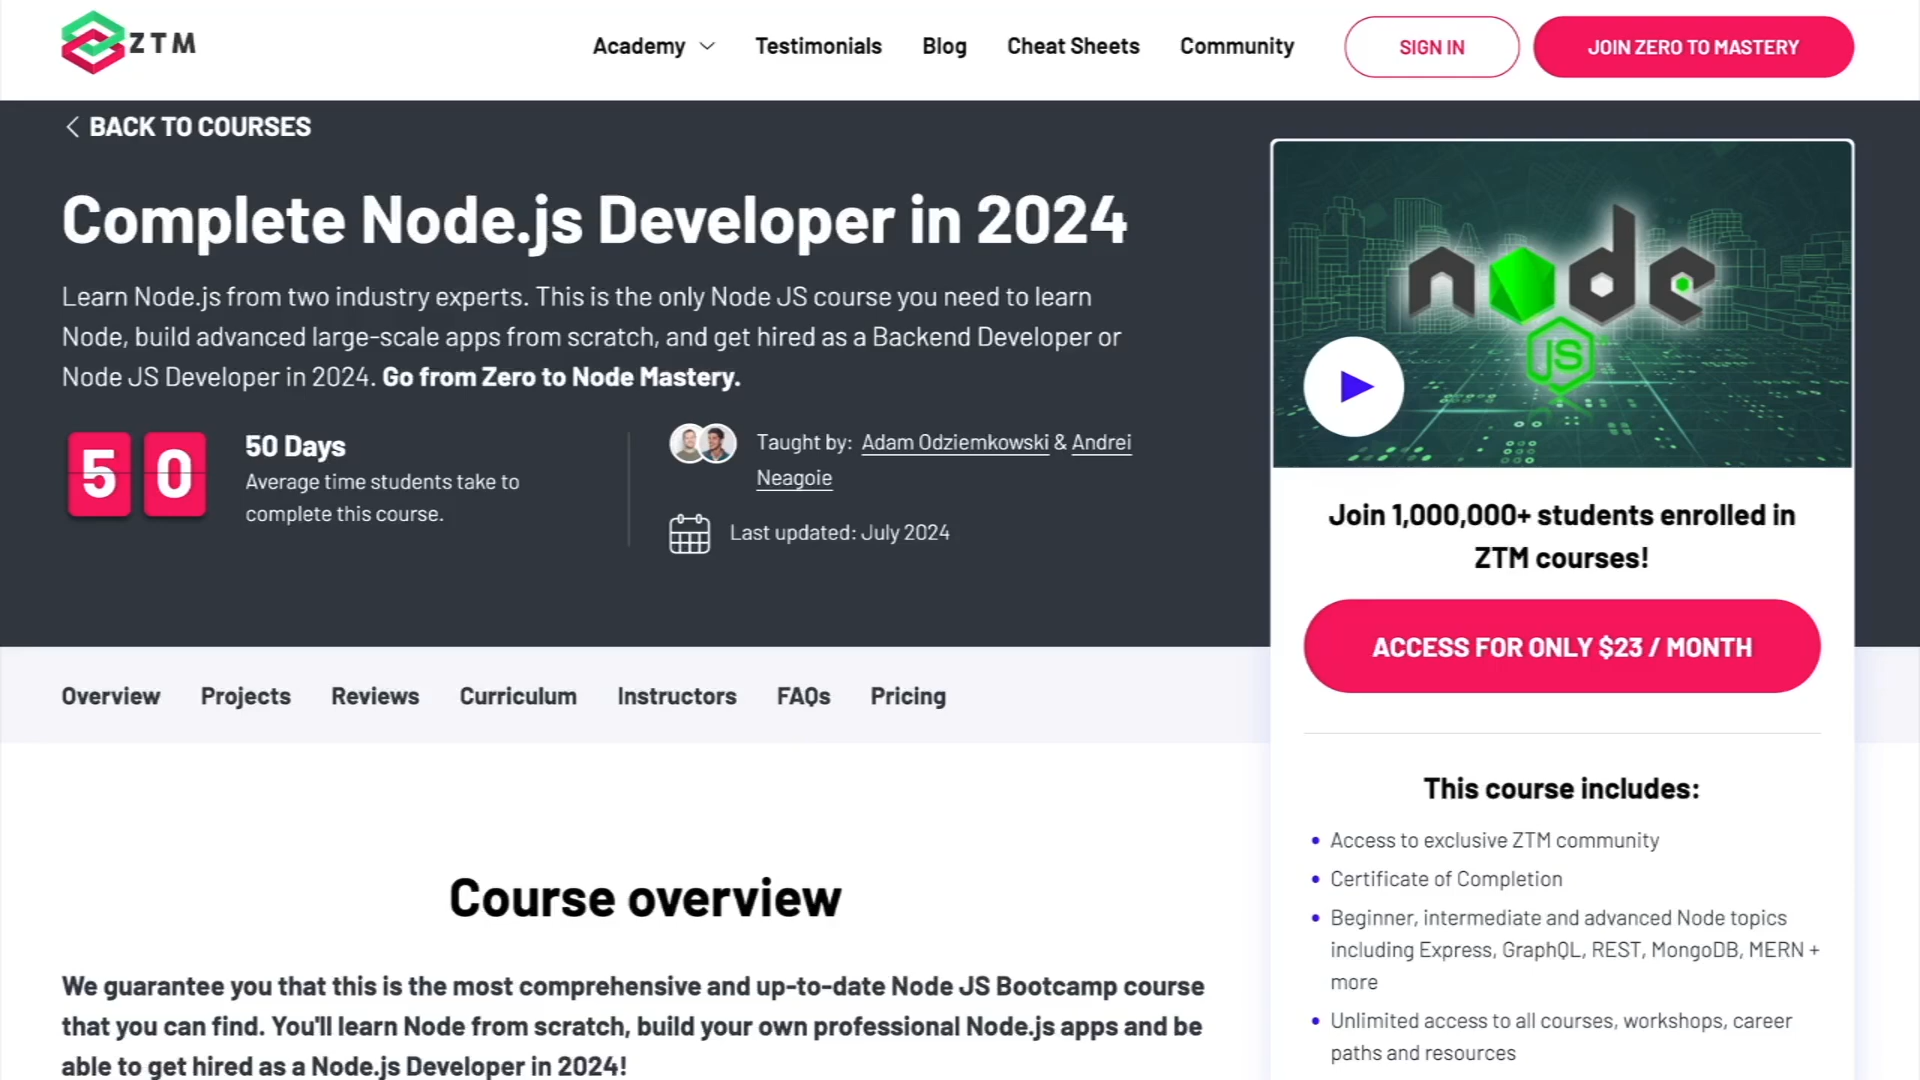 ZTM
Academy
Testimonials
Blog
Cheat Sheets
Community
SIGN IN
JOIN ZERO TO MASTERY
BACK TO COURSES
Complete Node.js Developer in 2024
Learn Node.js from two industry experts. This is the only Node JS course you need to learn
Node, build advanced large-scale apps from scratch, and get hired as a Backend Developer or
Node JS Developer in 2024. Go from Zero to Node Mastery.
5 0
50 Days
Average time students take to
complete this course.
Taught by: Adam Odziemkowski & Andrei
Neagoie
Last updated: July 2024
node
JS
Join 1,000,000+ students enrolled in
ZTM courses!
ACCESS FOR ONLY $23 / MONTH
Overview
Projects
Reviews
Curriculum
Instructors
FAQs
Pricing
This course includes:
Access to exclusive ZTM community
Certificate of Completion
Beginner, intermediate and advanced Node topics
including Express, GraphQL, REST, MongoDB, MERN +
more
Unlimited access to all courses, workshops, career
paths and resources
Course overview
We guarantee you that this is the most comprehensive and up-to-date Node JS Bootcamp course
that you can find. You'll learn Node from scratch, build your own professional Node.js apps and be
able to get hired as a Node.js Developer in 2024!